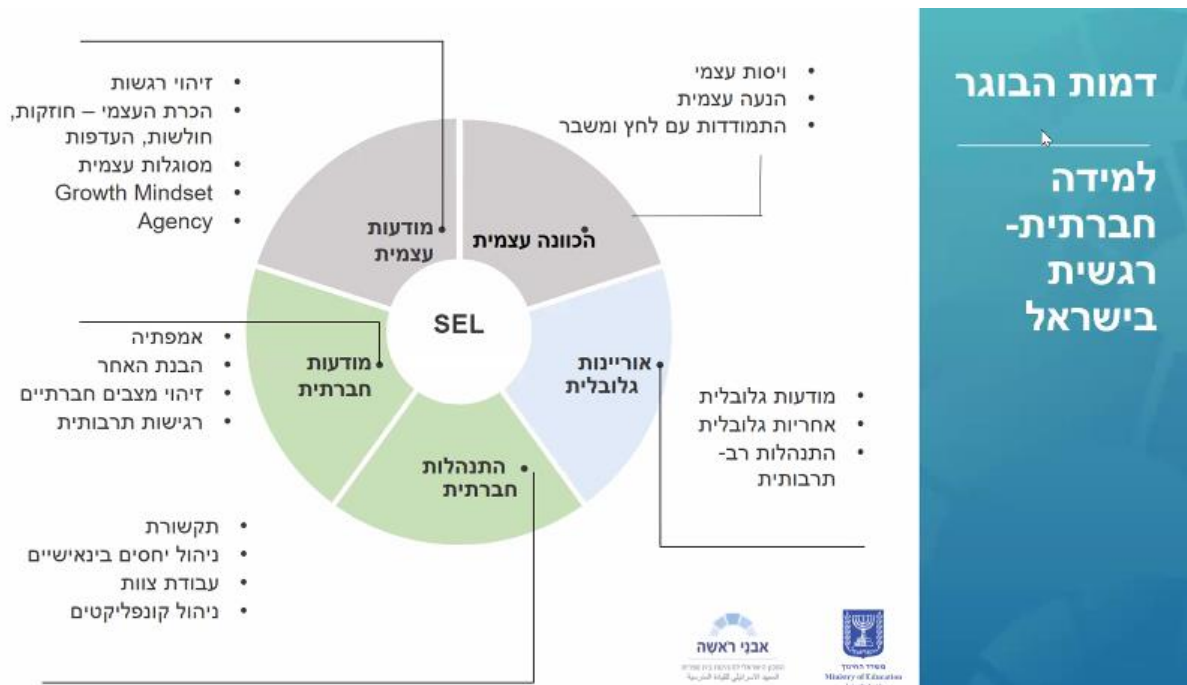 דמות הבוגר
למידה
חברתית-
רגשית
בישראל
• ויסות עצמי
• הנעה עצמית
• התמודדות עם לחץ ומשבר
• זיהוי רגשות
• הכרת העצמי – חוזקות,
חולשות, העדפות
• מסוגלות עצמית
• Growth Mindset
• Agency
הכוונה עצמית
מודעות
עצמית
SEL
אוריינות
גלובלית
מודעות
חברתית
התנהלות
חברתית
• אמפתיה
• הבנת האחר
• זיהוי מצבים חברתיים
• רגישות תרבותית
• מודעות גלובלית
• אחריות גלובלית
• התנהלות רב-
תרבותית
• תקשורת
• ניהול יחסים בינאישיים
• עבודת צוות
• ניהול קונפליקטים
אבני ראשה
משרד החינוך
Ministry of Education